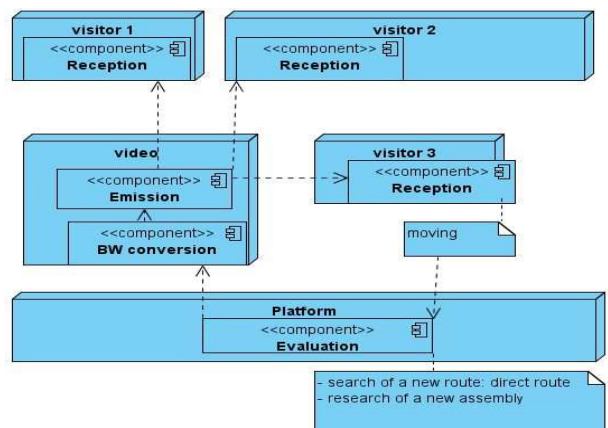 visitor 1
<<component>>
Reception
visitor 2
<<component>>
Reception
video
<<component>>
Emission
<<component>>
BW conversion
visitor 3
<<component>>
Reception
moving
Platform
<<component>>
Evaluation
- search of a new route: direct route
- research of a new assembly